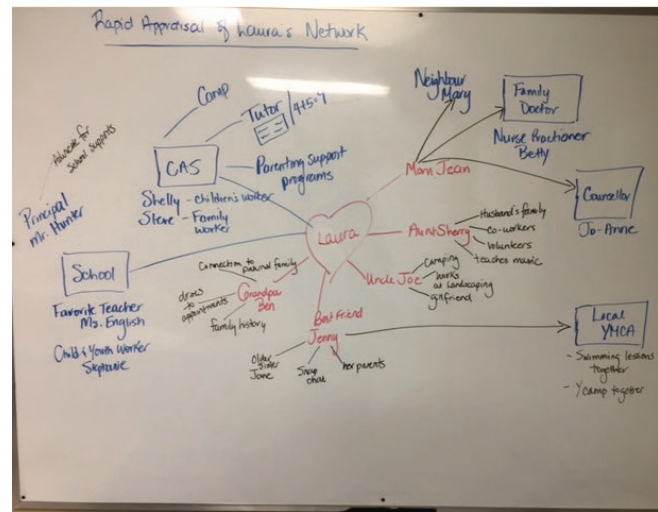 Rapid Appraisal of Laura's Network
Camp
Tutor
Parenting support
programs
CAS
Shelly - children's worker
Steve - Family
worker
Advocate for
School Supports
Principal
Mr. Hunter
School
Favorite Teacher
Ms. English
Child & Youth Worker
Stephanie
Neighbour
Mary
Family
Doctor
Nurse Practioner
Betty
Mom Jean
Counsellor
Jo-Anne
Laura
Aunt Sherry
Husband's family
co-workers
volunteers
teaches music
Uncle Joe
Camping
works
at landscaping
girlfriend
Grandpa
Ben
Connection to
paternal family
drives
to
appointments
family history
Best Friend
Jenny
Older
Sister
Jane
Snap
chat
her parents
Local
YMCA
- Swimming lessons
together
- Y camp together